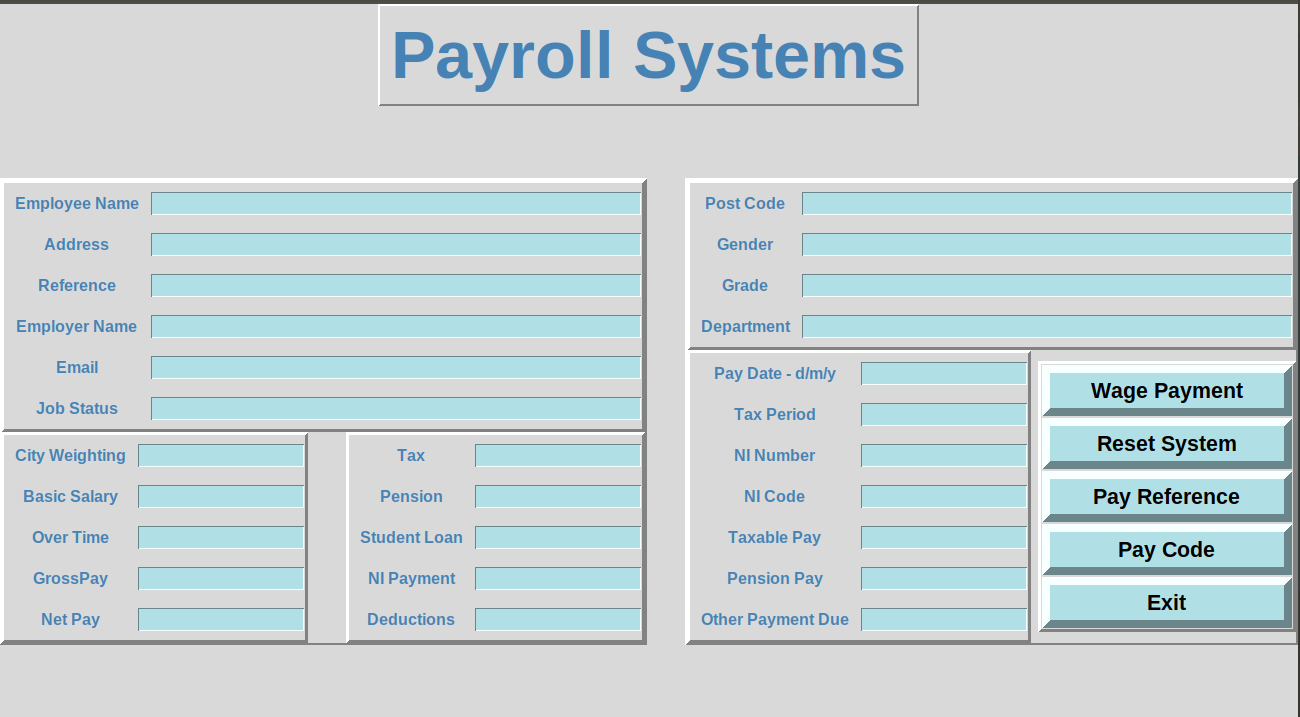 Payroll Systems
Employee Name
Address
Reference
Employer Name
Email
Job Status
Post Code
Gender
Grade
Department
City Weighting
Basic Salary
Over Time
GrossPay
Net Pay
Tax
Pension
Student Loan
NI Payment
Deductions
Pay Date - d/m/y
Tax Period
NI Number
NI Code
Taxable Pay
Pension Pay
Other Payment Due
Wage Payment
Reset System
Pay Reference
Pay Code
Exit